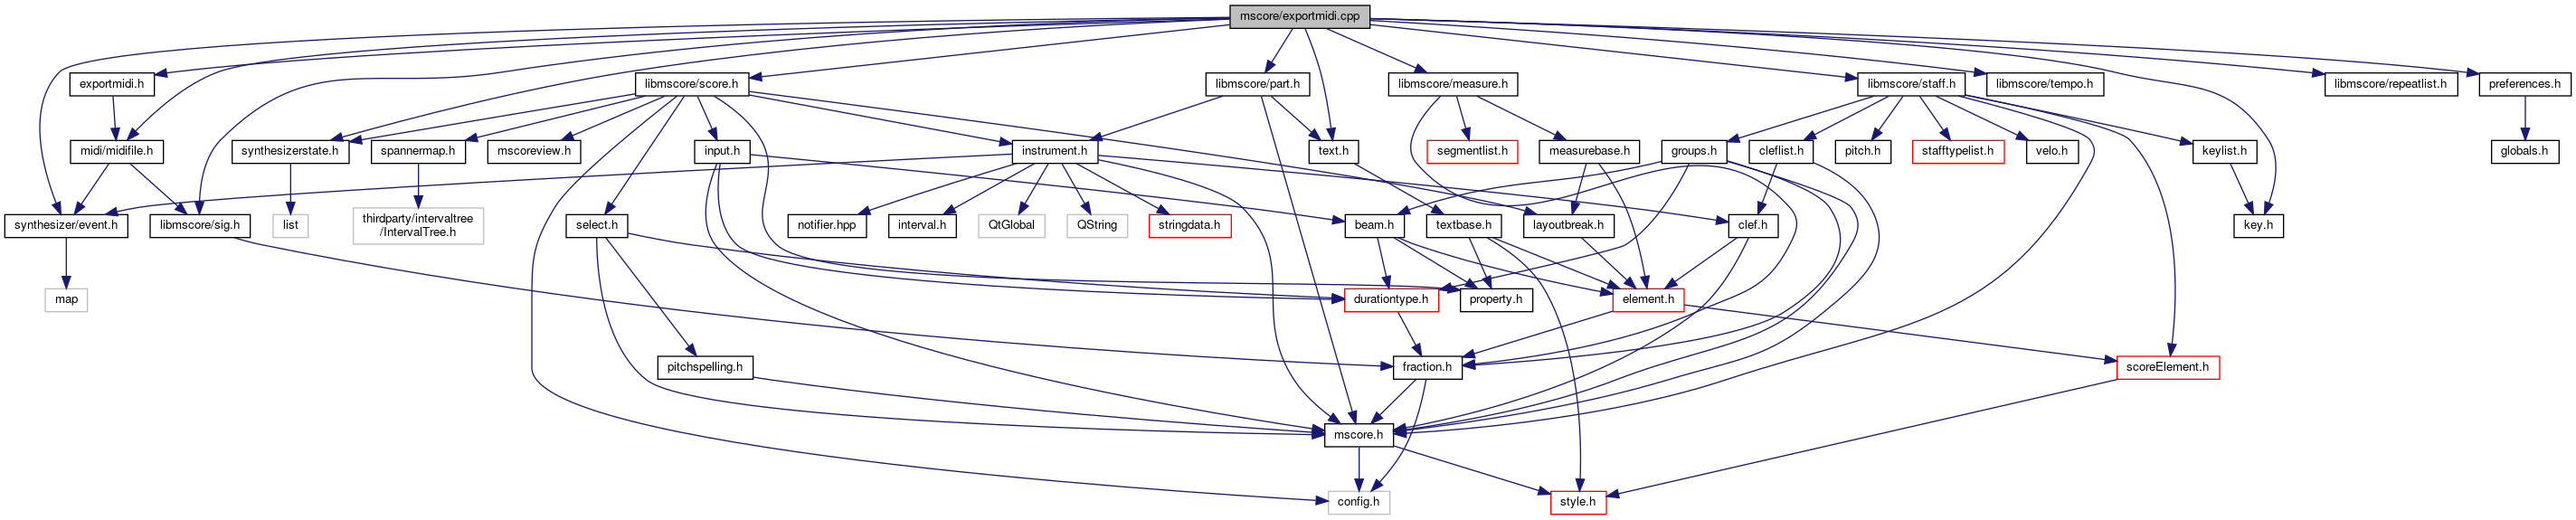 mscore/exportmidi.cpp
exportmidi.h
libmscore/score.h
libmscore/part.h
libmscore/measure.h
libmscore/staff.h
libmscore/tempo.h
libmscore/repeatlist.h
preferences.h
midi/midifile.h
synthesizerstate.h
spannermap.h
mscoreview.h
input.h
instrument.h
text.h
segmentlist.h
measurebase.h
groups.h
cleflist.h
pitch.h
stafftypelist.h
velo.h
keylist.h
globals.h
synthesizer/event.h
libmscore/sig.h
list
thirdparty/intervaltree
/IntervalTree.h
select.h
notifier.hpp
interval.h
QtGlobal
QString
stringdata.h
beam.h
textbase.h
layoutbreak.h
clef.h
key.h
map
durationtype.h
property.h
element.h
pitchspelling.h
fraction.h
scoreElement.h
mscore.h
config.h
style.h